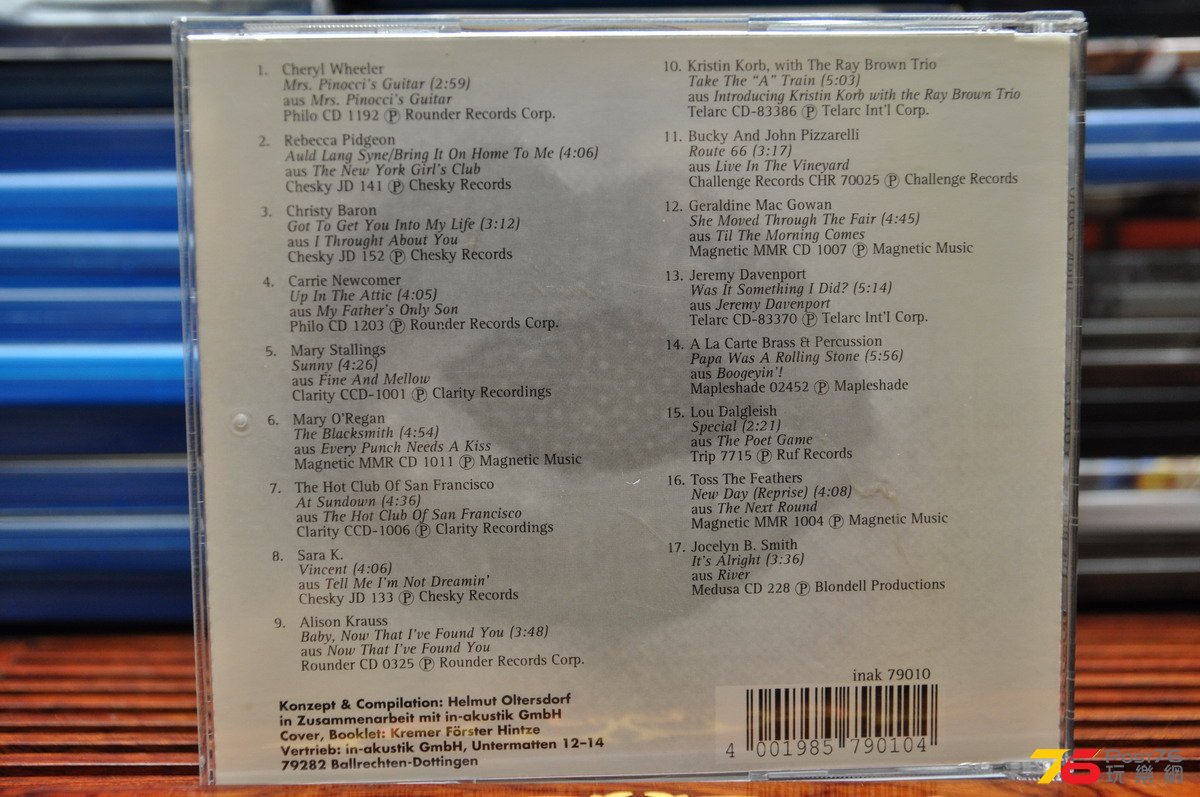 1. Cheryl Wheeler
Mrs. Pinocci's Guitar (2:59)
aus Mrs. Pinocci's Guitar
Philo CD 1192 Ⓟ Rounder Records Corp.
2. Rebecca Pidgeon
Auld Lang Syne/Bring It On Home To Me (4:06)
aus The New York Girl's Club
Chesky JD 141 Ⓟ Chesky Records
3. Christy Baron
Got To Get You Into My Life (3:12)
aus I Throught About You
Chesky JD 152 Ⓟ Chesky Records
4. Carrie Newcomer
Up In The Attic (4:05)
aus My Father's Only Son
Philo CD 1203 Ⓟ Rounder Records Corp.
5. Mary Stallings
Sunny (4:26)
aus Fine And Mellow
Clarity CCD-1001 Ⓟ Clarity Recordings
6. Mary O'Regan
The Blacksmith (4:54)
aus Every Punch Needs A Kiss
Magnetic MMR CD 1011 Ⓟ Magnetic Music
7. The Hot Club Of San Francisco
At Sundown (4:36)
aus The Hot Club Of San Francisco
Clarity CCD-1006 Ⓟ Clarity Recordings
8. Sara K.
Vincent (4:06)
aus Tell Me I'm Not Dreamin'
Chesky JD 133 Ⓟ Chesky Records
9. Alison Krauss
Baby, Now That I've Found You (3:48)
aus Now That I've Found You
Rounder CD 0325 Ⓟ Rounder Records Corp.
Konzept & Compilation: Helmut Oltersdorf
in Zusammenarbeit mit in-akustik GmbH
Cover, Booklet: Kremer Förster Hintze
Vertrieb: in-akustik GmbH, Untermatten 12–14
79282 Ballrechten-Dottingen
10. Kristin Korb, with The Ray Brown Trio
Take The "A" Train (5:03)
aus Introducing Kristin Korb with the Ray Brown Trio
Telarc CD-83386 Ⓟ Telarc Int'l Corp.
11. Bucky And John Pizzarelli
Route 66 (3:17)
aus Live In The Vineyard
Challenge Records CHR 70025 Ⓟ Challenge Records
12. Geraldine Mac Gowan
She Moved Through The Fair (4:45)
aus Til The Morning Comes
Magnetic MMR CD 1007 Ⓟ Magnetic Music
13. Jeremy Davenport
Was It Something I Did? (5:14)
aus Jeremy Davenport
Telarc CD-83370 Ⓟ Telarc Int'l Corp.
14. A La Carte Brass & Percussion
Papa Was A Rolling Stone (5:56)
aus Boogeyin'!
Mapleshade 02452 Ⓟ Mapleshade
15. Lou Dalgleish
Special (2:21)
aus The Poet Game
Trip 7715 Ⓟ Ruf Records
16. Toss The Feathers
New Day (Reprise) (4:08)
aus The Next Round
Magnetic MMR 1004 Ⓟ Magnetic Music
17. Jocelyn B. Smith
It's Alright (3:36)
aus River
Medusa CD 228 Ⓟ Blondell Productions
inak 79010
4 001985 790104
76 Post76
玩樂網